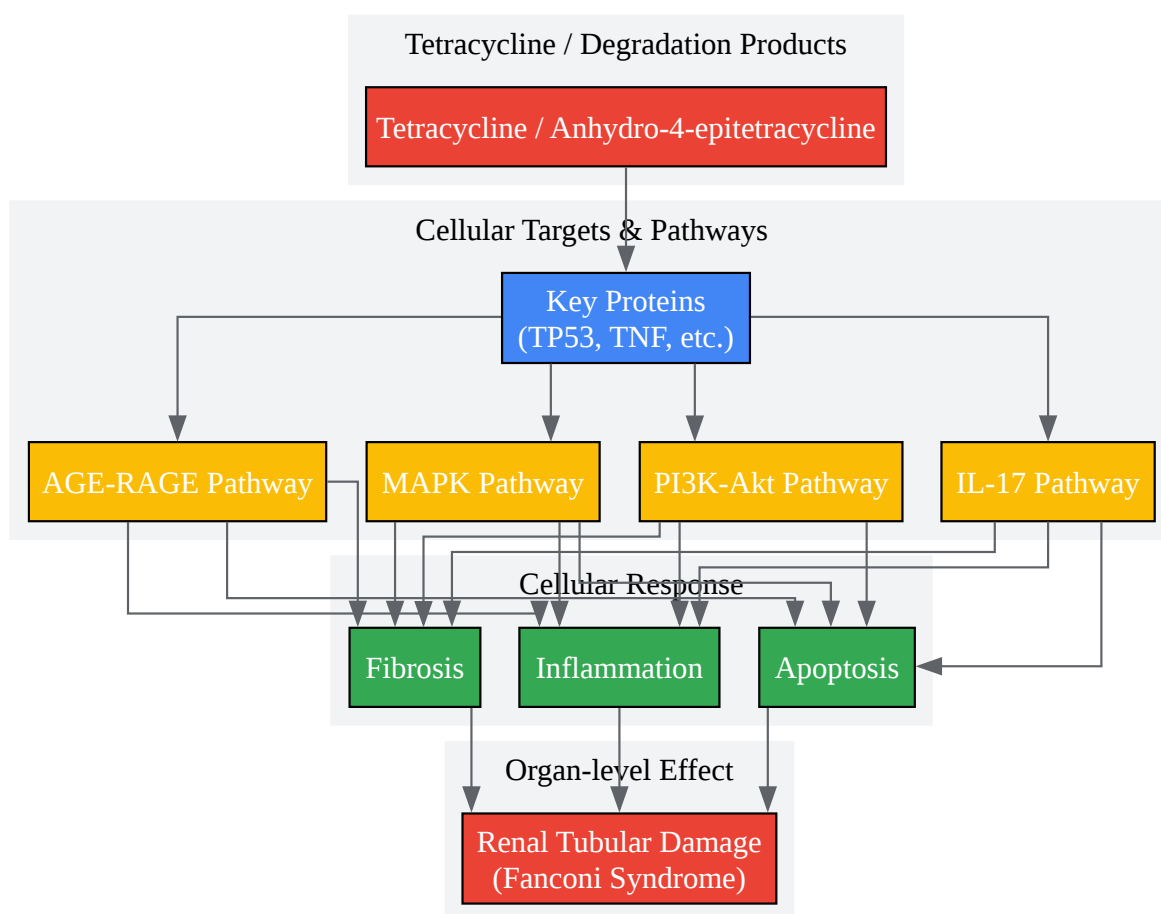 Tetracycline / Degradation Products
Tetracycline / Anhydro-4-epitetracycline
Cellular Targets & Pathways
Key Proteins
(TP53, TNF, etc.)
AGE-RAGE Pathway
MAPK Pathway
PI3K-Akt Pathway
IL-17 Pathway
Cellular Response
Fibrosis
Inflammation
Apoptosis
Organ-level Effect
Renal Tubular Damage
(Fanconi Syndrome)